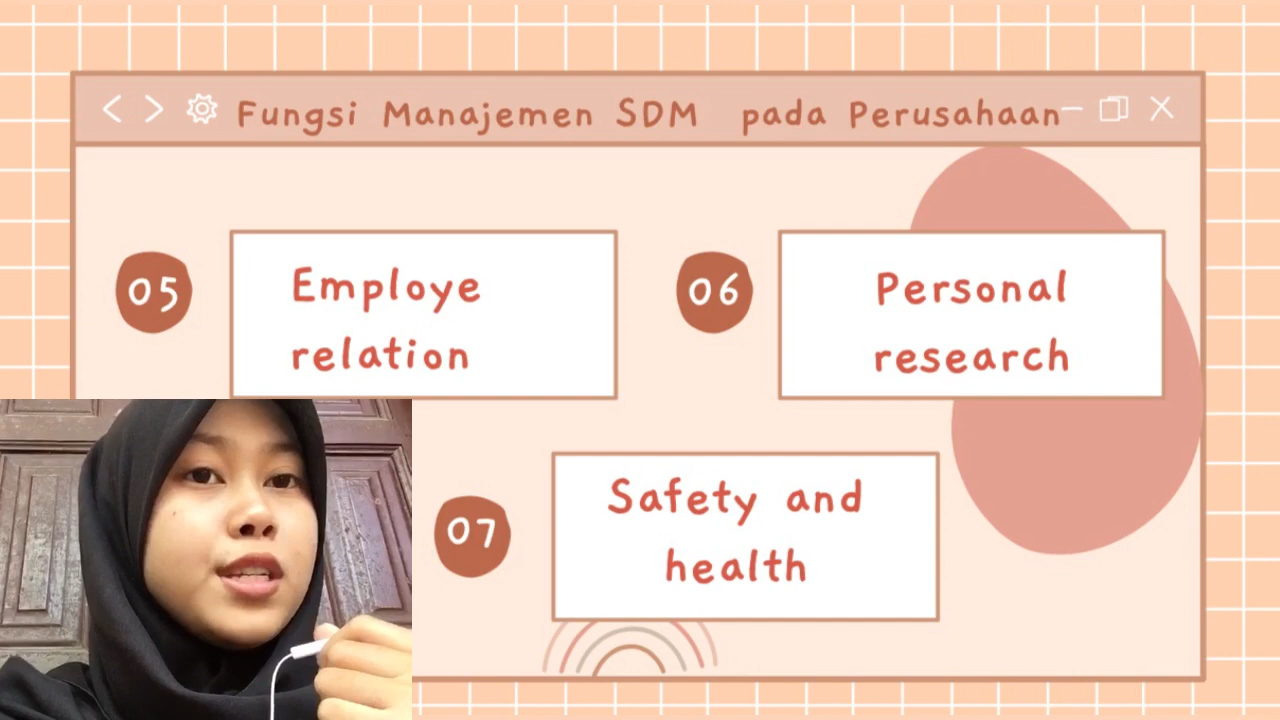 Fungsi Manajemen SDM pada Perusahaan
05
Employe
relation
06
Personal
research
07
Safety and
health